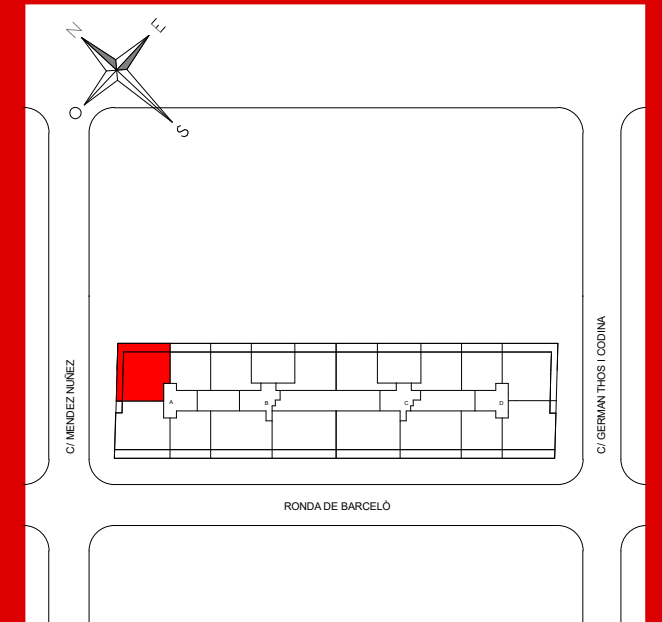 N
E
O
S
C/ MENDEZ NUÑEZ
C/ GERMAN THOS I CODINA
A
B
C
D
RONDA DE BARCELÒ